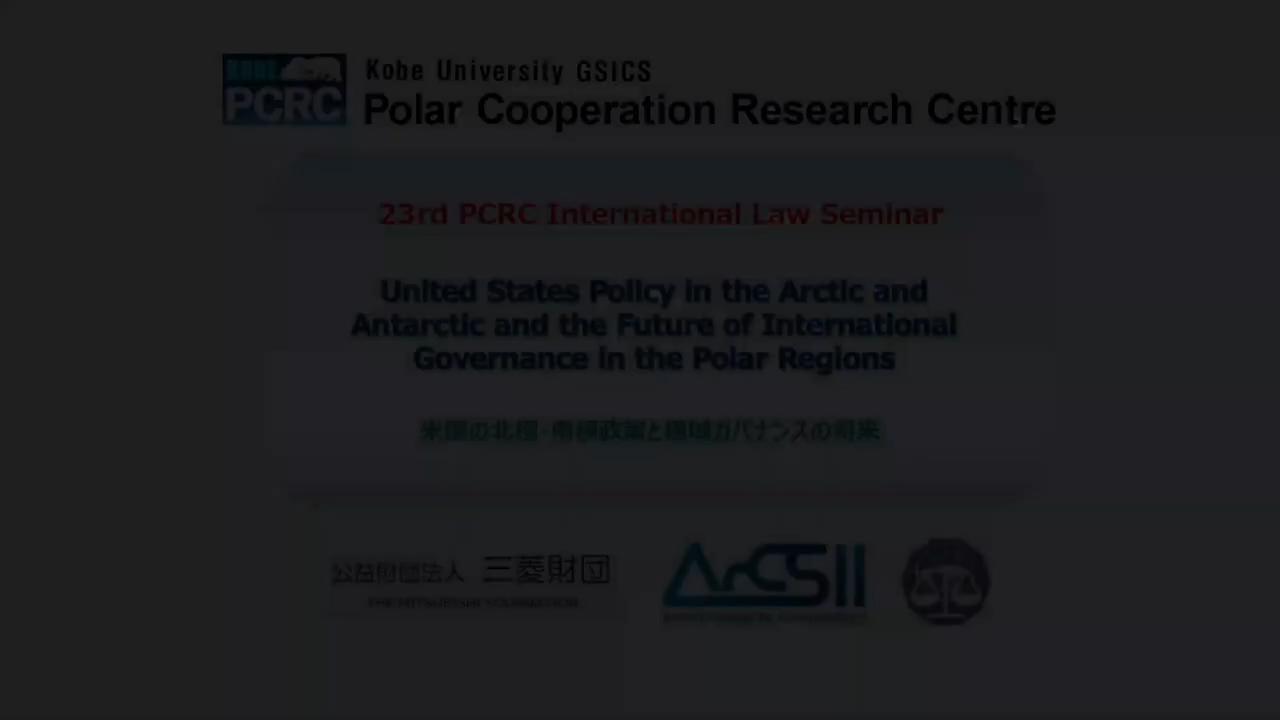 KOBE
PCRC
Kobe University GSICS
Polar Cooperation Research Centre
23rd PCRC International Law Seminar
United States Policy in the Arctic and
Antarctic and the Future of International
Governance in the Polar Regions
米国の北極・南極政策と極域ガバナンスの将来
公益財団法人 三菱財団
THE MITSUBISHI FOUNDATION
ArCS II